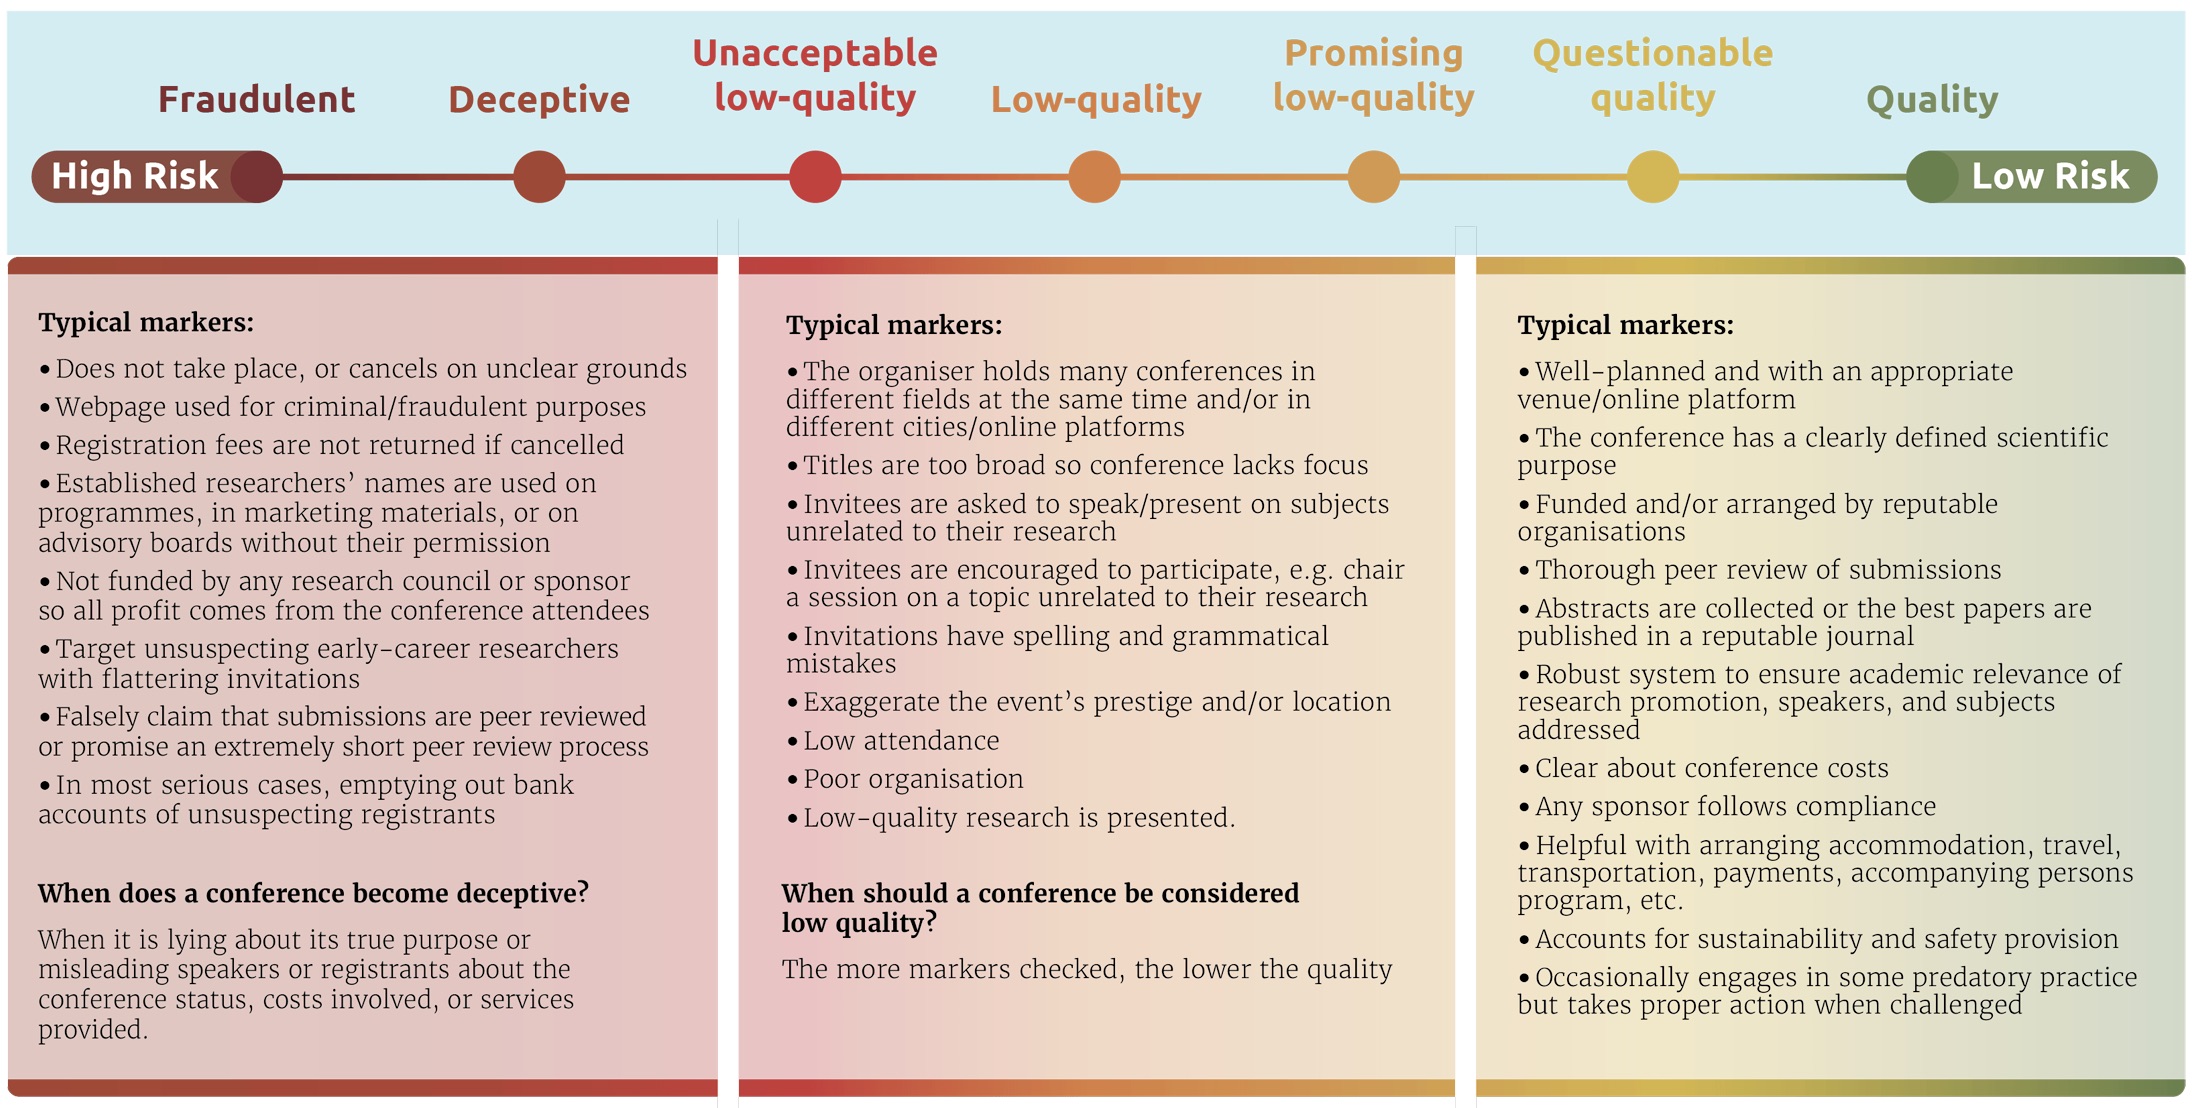 Fraudulent
Deceptive
Unacceptable
low-quality
Low-quality
Promising
low-quality
Questionable
quality
Quality
High Risk
Low Risk
Typical markers:
•Does not take place, or cancels on unclear grounds
•Webpage used for criminal/fraudulent purposes
•Registration fees are not returned if cancelled
•Established researchers’ names are used on
programmes, in marketing materials, or on
advisory boards without their permission
•Not funded by any research council or sponsor
so all profit comes from the conference attendees
•Target unsuspecting early-career researchers
with flattering invitations
•Falsely claim that submissions are peer reviewed
or promise an extremely short peer review process
•In most serious cases, emptying out bank
accounts of unsuspecting registrants
When does a conference become deceptive?
When it is lying about its true purpose or
misleading speakers or registrants about the
conference status, costs involved, or services
provided.
Typical markers:
•The organiser holds many conferences in
different fields at the same time and/or in
different cities/online platforms
•Titles are too broad so conference lacks focus
•Invitees are asked to speak/present on subjects
unrelated to their research
•Invitees are encouraged to participate, e.g. chair
a session on a topic unrelated to their research
•Invitations have spelling and grammatical
mistakes
•Exaggerate the event’s prestige and/or location
•Low attendance
•Poor organisation
•Low-quality research is presented.
When should a conference be considered
low quality?
The more markers checked, the lower the quality
Typical markers:
•Well-planned and with an appropriate
venue/online platform
•The conference has a clearly defined scientific
purpose
•Funded and/or arranged by reputable
organisations
•Thorough peer review of submissions
•Abstracts are collected or the best papers are
published in a reputable journal
•Robust system to ensure academic relevance of
research promotion, speakers, and subjects
addressed
•Clear about conference costs
•Any sponsor follows compliance
•Helpful with arranging accommodation, travel,
transportation, payments, accompanying persons
program, etc.
•Accounts for sustainability and safety provision
•Occasionally engages in some predatory practice
but takes proper action when challenged